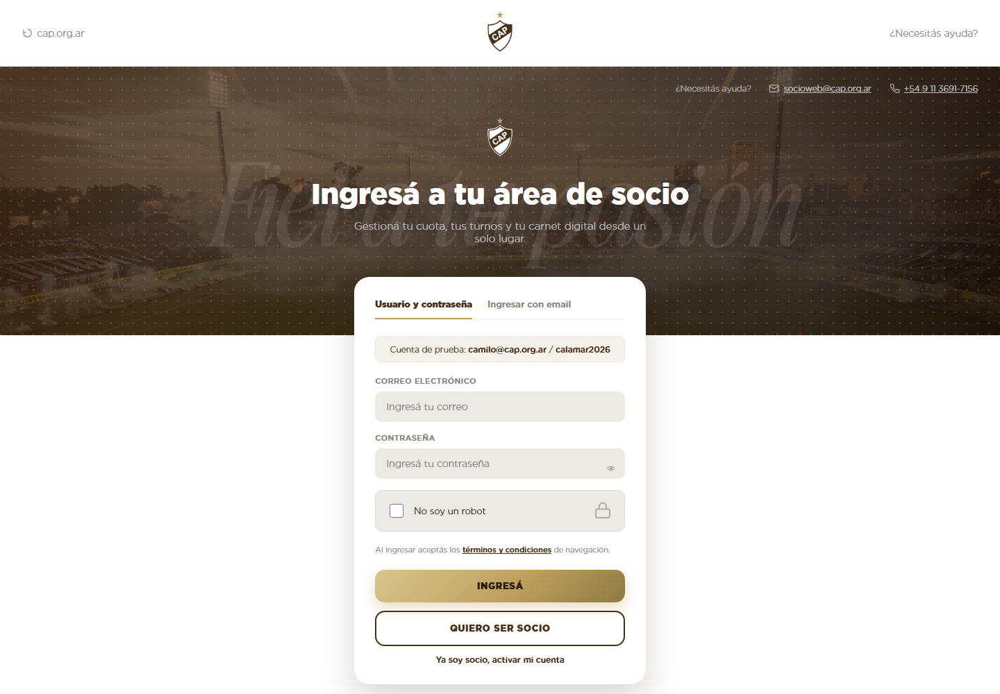 cap.org.ar
CAP
¿Necesitás ayuda?
¿Necesitás ayuda?
socioweb@cap.org.ar
+54 9 11 3691-7156
CAP
Fiel a tu pasión
Ingresá a tu área de socio
Gestioná tu cuota, tus turnos y tu carnet digital desde un
solo lugar.
Usuario y contraseña
Ingresar con email
Cuenta de prueba: camilo@cap.org.ar / calamar2026
CORREO ELECTRÓNICO
Ingresá tu correo
CONTRASEÑA
Ingresá tu contraseña
No soy un robot
Al ingresar aceptás los términos y condiciones de navegación.
INGRESÁ
QUIERO SER SOCIO
Ya soy socio, activar mi cuenta